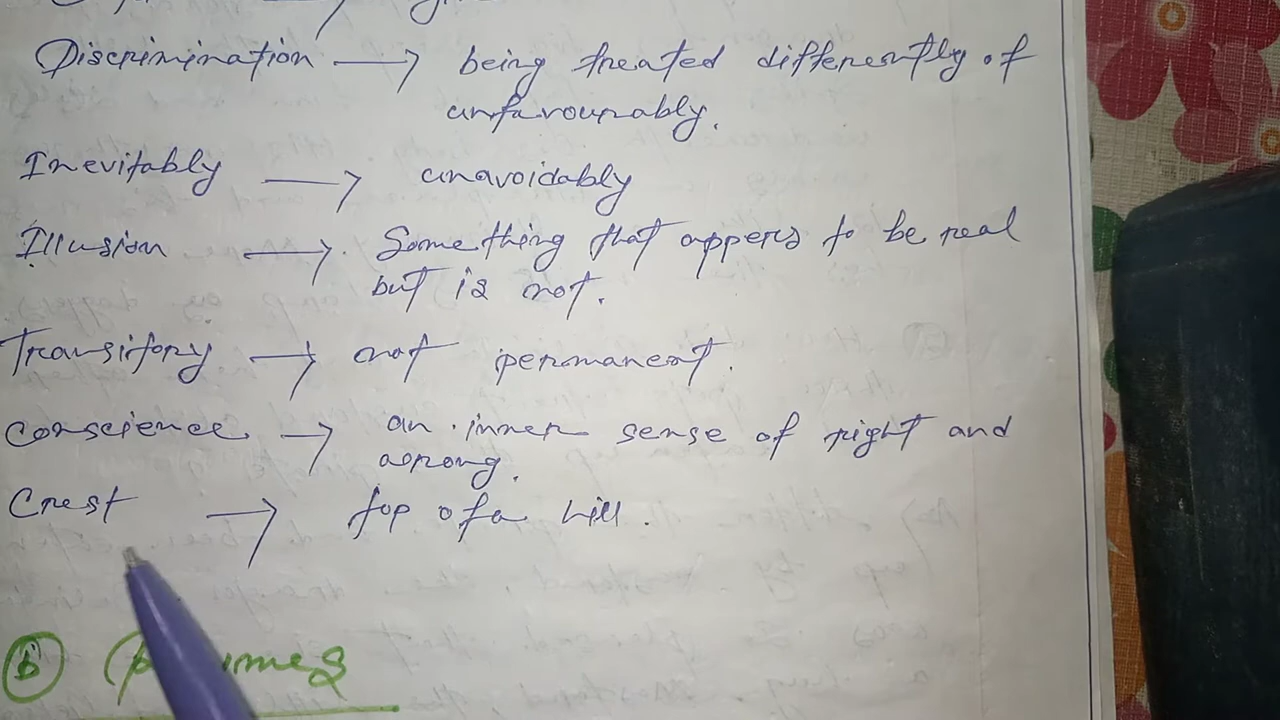 Discrimination → being treated differently of
unfavourably.
Inevitably → unavoidably
Illusion → Something that appers to be real
but is not.
Transitory → not permanent.
Conscience → an inner sense of right and
wrong.
Crest → top of a hill.
(b)